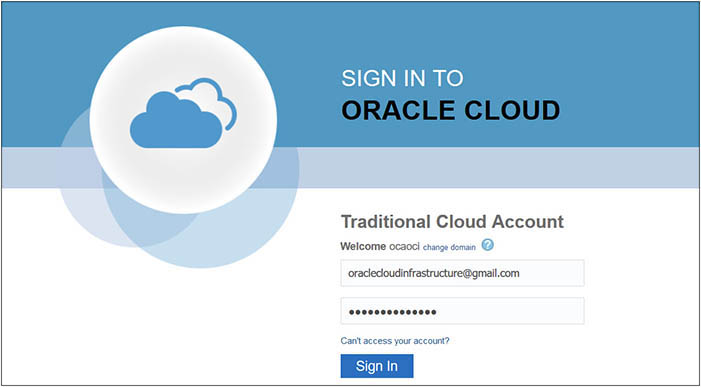 SIGN IN TO
ORACLE CLOUD
Traditional Cloud Account
Welcome ocaoci change domain ?
oraclecloudinfrastructure@gmail.com
●●●●●●●●●●●●●●
Can't access your account?
Sign In